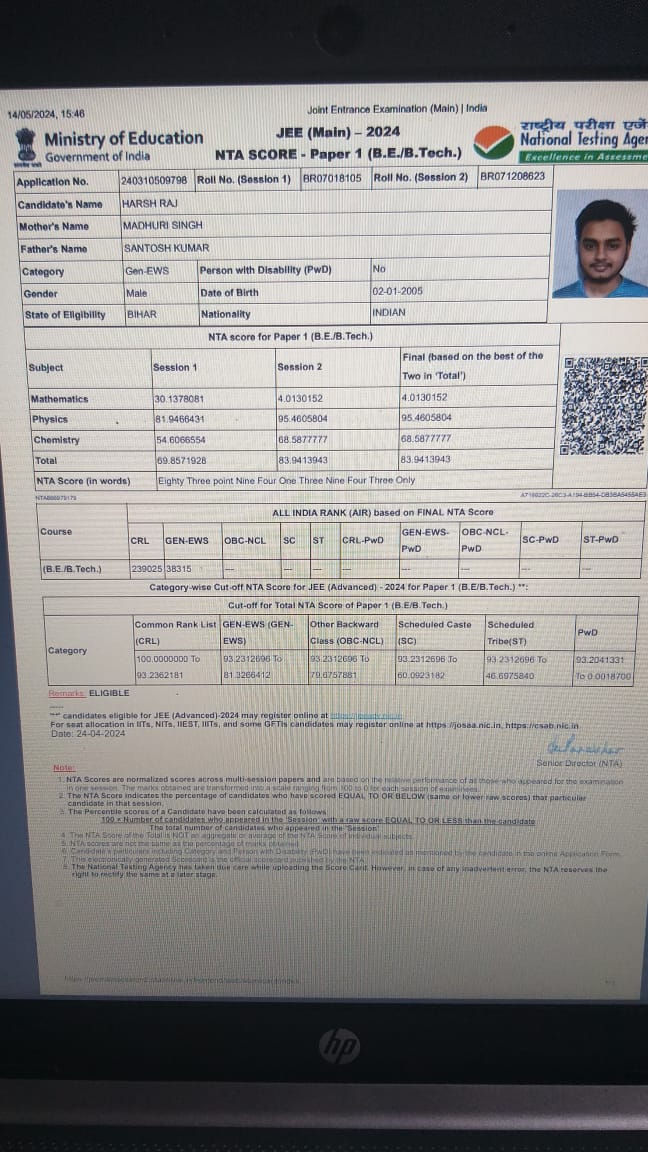 14/05/2024, 15:46
Joint Entrance Examination (Main) | India
Ministry of Education
Government of India
JEE (Main) – 2024
NTA SCORE - Paper 1 (B.E./B.Tech.)
राष्ट्रीय परीक्षा एजें
National Testing Agen
Excellence in Assessme
Application No. 240310509798 Roll No. (Session 1) BR07018105 Roll No. (Session 2) BR071208623
Candidate's Name HARSH RAJ
Mother's Name MADHURI SINGH
Father's Name SANTOSH KUMAR
Category Gen-EWS Person with Disability (PwD) No
Gender Male Date of Birth 02-01-2005
State of Eligibility BIHAR Nationality INDIAN
NTA score for Paper 1 (B.E./B.Tech.)
Subject Session 1 Session 2 Final (based on the best of the
Two in 'Total')
Mathematics 30.1378081 4.0130152 4.0130152
Physics 81.9466431 95.4605804 95.4605804
Chemistry 54.6066554 68.5877777 68.5877777
Total 69.8571928 83.9413943 83.9413943
NTA Score (in words) Eighty Three point Nine Four One Three Nine Four Three Only
ALL INDIA RANK (AIR) based on FINAL NTA Score
Course CRL GEN-EWS OBC-NCL SC ST CRL-PwD GEN-EWS-
PwD OBC-NCL-
PwD SC-PwD ST-PwD
(B.E./B.Tech.) 239025 38315 --- --- --- --- --- --- --- ---
Category-wise Cut-off NTA Score for JEE (Advanced) - 2024 for Paper 1 (B.E/B.Tech.) **:
Cut-off for Total NTA Score of Paper 1 (B.E/B.Tech.)
Category Common Rank List
(CRL) GEN-EWS (GEN-
EWS) Other Backward
Class (OBC-NCL) Scheduled Caste
(SC) Scheduled
Tribe(ST) PwD
100.0000000 To
93.2362181 93.2312696 To
81.3266412 93.2312696 To
79.6757881 93.2312696 To
60.0923182 93.2312696 To
46.6975840 93.2041331
To 0.0018700
Remarks: ELIGIBLE
-----
"** candidates eligible for JEE (Advanced)-2024 may register online at
For seat allocation in IITs, NITs, IIEST, IIITs, and some GFTIs candidates may register online at https://josaa.nic.in, https://csab.nic.in
Date: 24-04-2024
Senior Director (NTA)
Note:
1. NTA Scores are normalized scores across multi-session papers and are based on the relative performance of all those who appeared for the examination
in one session. The marks obtained are transformed into a scale ranging from 100 to 0 for each session of examinees.
2. The NTA Score indicates the percentage of candidates who have scored EQUAL TO OR BELOW (same or lower raw scores) that particular
candidate in that session.
3. The Percentile scores of a Candidate have been calculated as follows
100 × Number of candidates who appeared in the 'Session' with a raw score EQUAL TO OR LESS than the candidate
The total number of candidates who appeared in the 'Session'
4. The NTA Score of the Total is NOT an aggregate or average of the NTA Score of individual subjects.
5. NTA scores are not the same as the percentage of marks obtained.
6. Candidate's particulars including Category and Person with Disability (PwD) have been indicated as mentioned by the candidate in the online Application Form.
7. This electronically generated Scorecard is the official scorecard published by the NTA.
8. The National Testing Agency has taken due care while uploading the Score Card. However, in case of any inadvertent error, the NTA reserves the
right to rectify the same at a later stage.
hp